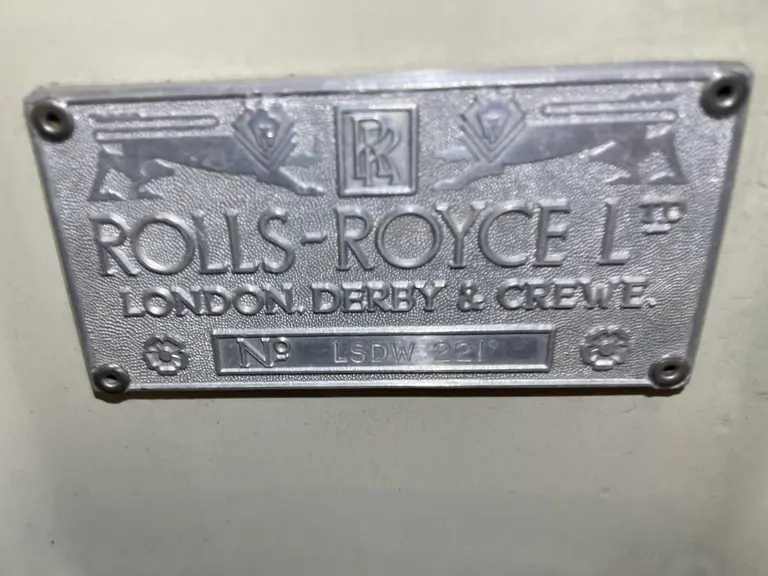 RR
ROLLS-ROYCE LTD
LONDON. DERBY & CREWE.
Nº LSDW 221